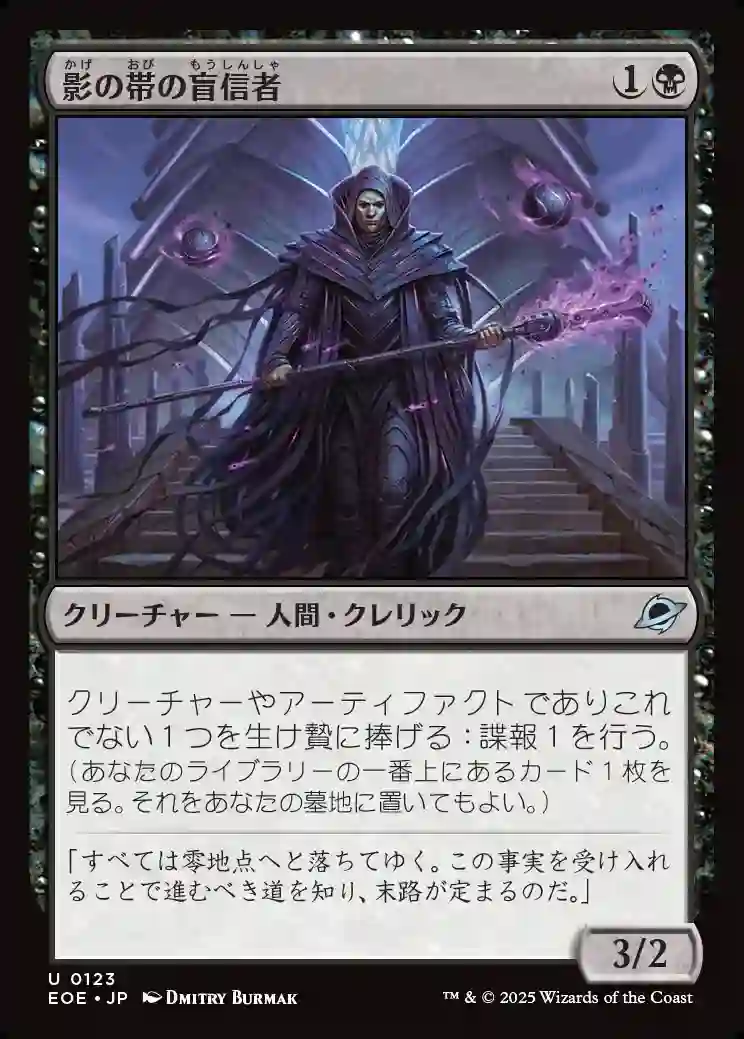 かげ おび もうしんしゃ
影の帯の盲信者 1
クリーチャー ― 人間・クレリック
クリーチャーやアーティファクトでありこれ
でない1つを生け贄に捧げる:諜報1を行う。
(あなたのライブラリーの一番上にあるカード1枚を
見る。それをあなたの墓地に置いてもよい。)
「すべては零地点へと落ちてゆく。この事実を受け入れ
ることで進むべき道を知り、末路が定まるのだ。」
3/2
U 0123
EOE • JP Dmitry Burmak
™ & © 2025 Wizards of the Coast